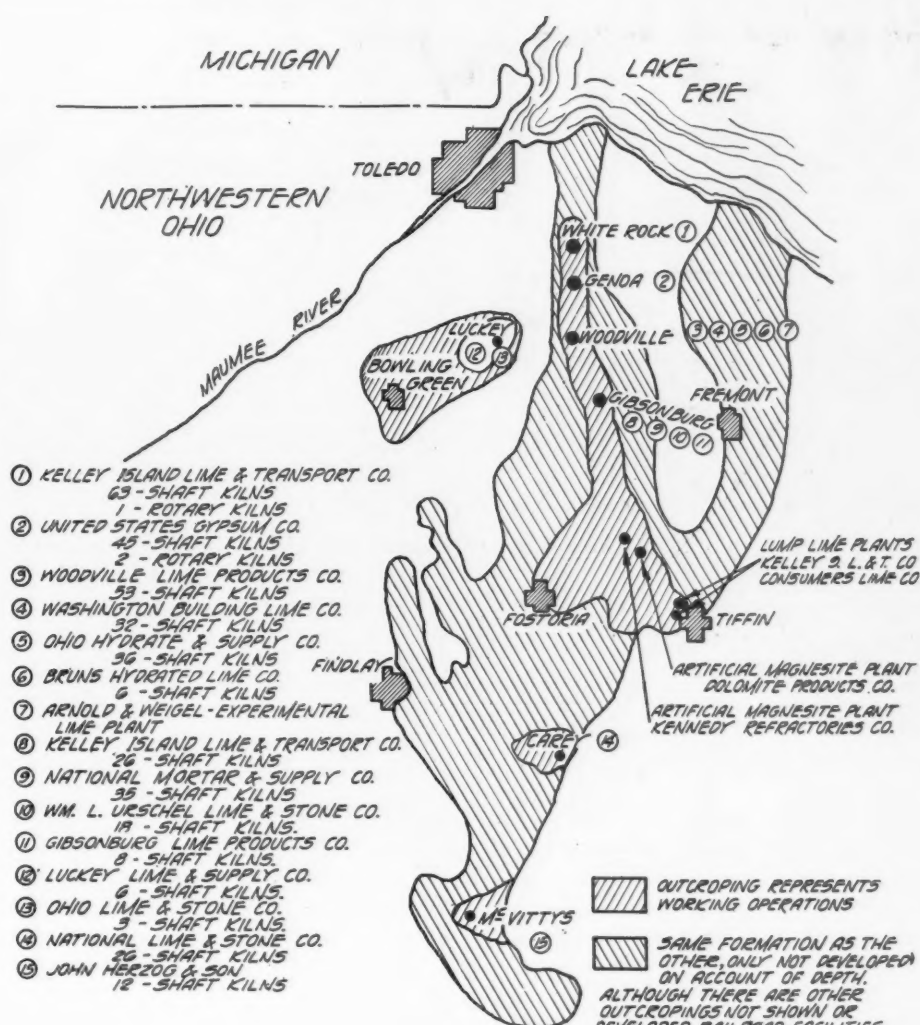 MICHIGAN
LAKE
ERIE
TOLEDO
NORTHWESTERN
OHIO
MAUMEE RIVER
WHITE ROCK ①
GENOA ②
WOODVILLE
③ ④ ⑤ ⑥ ⑦
LUCKEY
⑫ ⑬
BOWLING
GREEN
GIBSONBURG
⑧ ⑨ ⑩ ⑪
FREMONT
① KELLEY ISLAND LIME & TRANSPORT CO.
63 - SHAFT KILNS
1 - ROTARY KILNS
② UNITED STATES GYPSUM CO.
45 - SHAFT KILNS
2 - ROTARY KILNS
③ WOODVILLE LIME PRODUCTS CO.
53 - SHAFT KILNS
④ WASHINGTON BUILDING LIME CO.
32 - SHAFT KILNS
⑤ OHIO HYDRATE & SUPPLY CO.
36 - SHAFT KILNS
⑥ BRUNS HYDRATED LIME CO.
6 - SHAFT KILNS
⑦ ARNOLD & WEIGEL - EXPERIMENTAL
LIME PLANT
⑧ KELLEY ISLAND LIME & TRANSPORT CO.
26 - SHAFT KILNS
⑨ NATIONAL MORTAR & SUPPLY CO.
35 - SHAFT KILNS
⑩ WM. L. URSCHEL LIME & STONE CO.
18 - SHAFT KILNS.
⑪ GIBSONBURG LIME PRODUCTS CO.
8 - SHAFT KILNS.
⑫ LUCKEY LIME & SUPPLY CO.
6 - SHAFT KILNS.
⑬ OHIO LIME & STONE CO.
3 - SHAFT KILNS.
⑭ NATIONAL LIME & STONE CO.
26 - SHAFT KILNS
⑮ JOHN HERZOG & SON
12 - SHAFT KILNS
LUMP LIME PLANTS
KELLEY I. L. & T. CO
CONSUMERS LIME CO
FOSTORIA
TIFFIN
FINDLAY
ARTIFICIAL MAGNESITE PLANT
DOLOMITE PRODUCTS CO.
ARTIFICIAL MAGNESITE PLANT
KENNEDY REFRACTORIES CO.
CAREY ⑭
MC VITTYS
⑮
OUTCROPING REPRESENTS
WORKING OPERATIONS
SAME FORMATION AS THE
OTHER, ONLY NOT DEVELOPED
ON ACCOUNT OF DEPTH.
ALTHOUGH THERE ARE OTHER
OUTCROPINGS NOT SHOWN OR